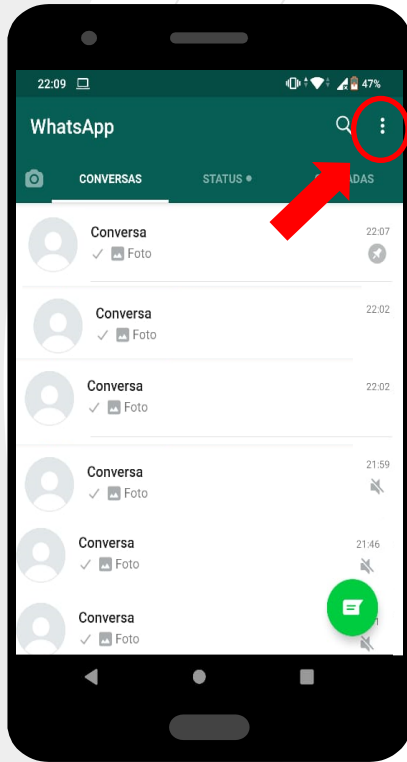 22:09 47%
WhatsApp
CONVERSAS STATUS
Conversa 22:07
Foto
Conversa 22:02
Foto
Conversa 22:02
Foto
Conversa 21:59
Foto
Conversa 21:46
Foto
Conversa
Foto